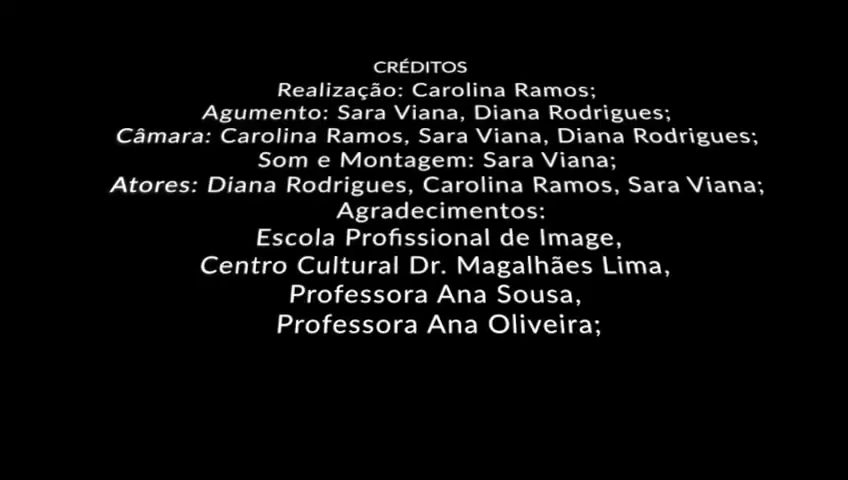 CRÉDITOS
Realização: Carolina Ramos;
Agumento: Sara Viana, Diana Rodrigues;
Câmara: Carolina Ramos, Sara Viana, Diana Rodrigues;
Som e Montagem: Sara Viana;
Atores: Diana Rodrigues, Carolina Ramos, Sara Viana;
Agradecimentos:
Escola Profissional de Image,
Centro Cultural Dr. Magalhães Lima,
Professora Ana Sousa,
Professora Ana Oliveira;